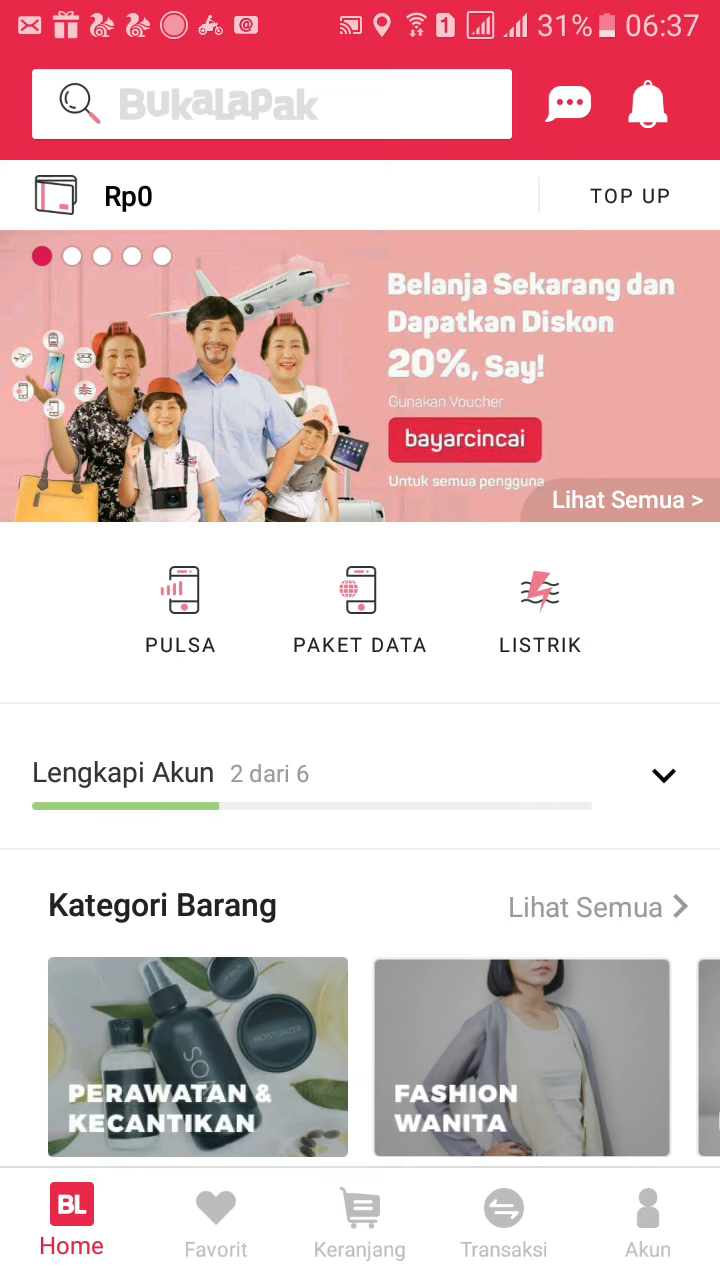 1
31%
06:37
Bukalapak
Rp0
TOP UP
Belanja Sekarang dan
Dapatkan Diskon
20%, Say!
Gunakan Voucher
bayarcincai
Untuk semua pengguna
Lihat Semua >
PULSA
PAKET DATA
LISTRIK
Lengkapi Akun 2 dari 6
Kategori Barang
Lihat Semua
MOISTURIZER
PERAWATAN &
KECANTIKAN
FASHION
WANITA
BL
Home
Favorit
Keranjang
Transaksi
Akun